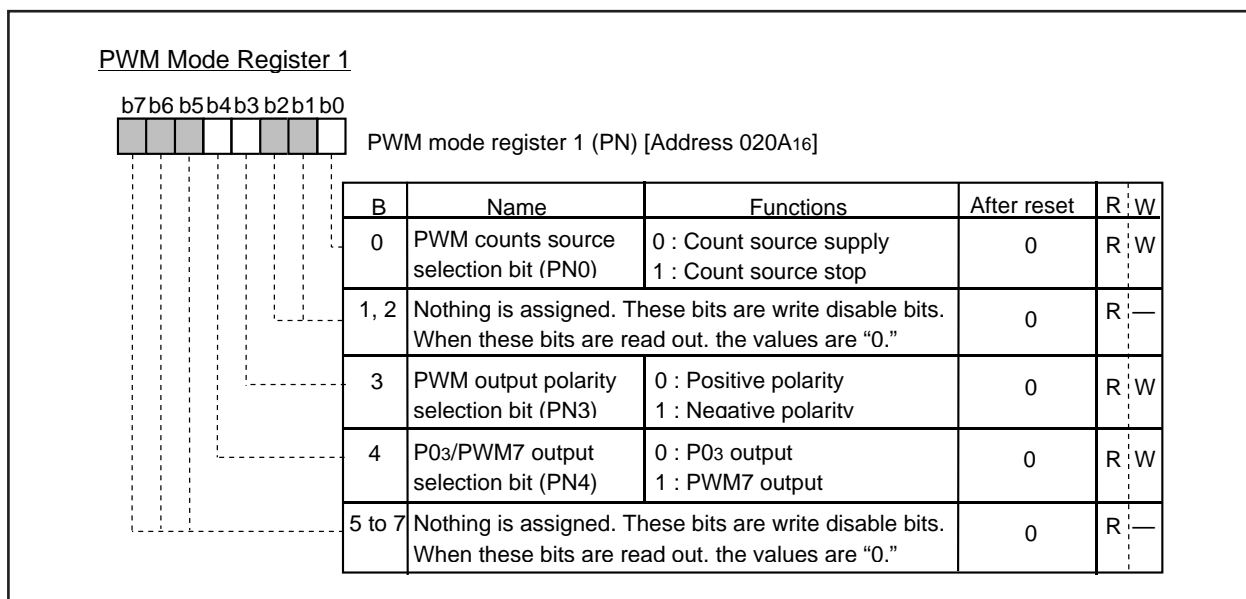 PWM Mode Register 1
b7 b6 b5 b4 b3 b2 b1 b0
PWM mode register 1 (PN) [Address 020A16]
B Name Functions After reset R W
0 PWM counts source selection bit (PN0) 0 : Count source supply 1 : Count source stop 0 R W
1, 2 Nothing is assigned. These bits are write disable bits. When these bits are read out. the values are “0.” 0 R —
3 PWM output polarity selection bit (PN3) 0 : Positive polarity 1 : Negative polarity 0 R W
4 P03/PWM7 output selection bit (PN4) 0 : P03 output 1 : PWM7 output 0 R W
5 to 7 Nothing is assigned. These bits are write disable bits. When these bits are read out. the values are “0.” 0 R —